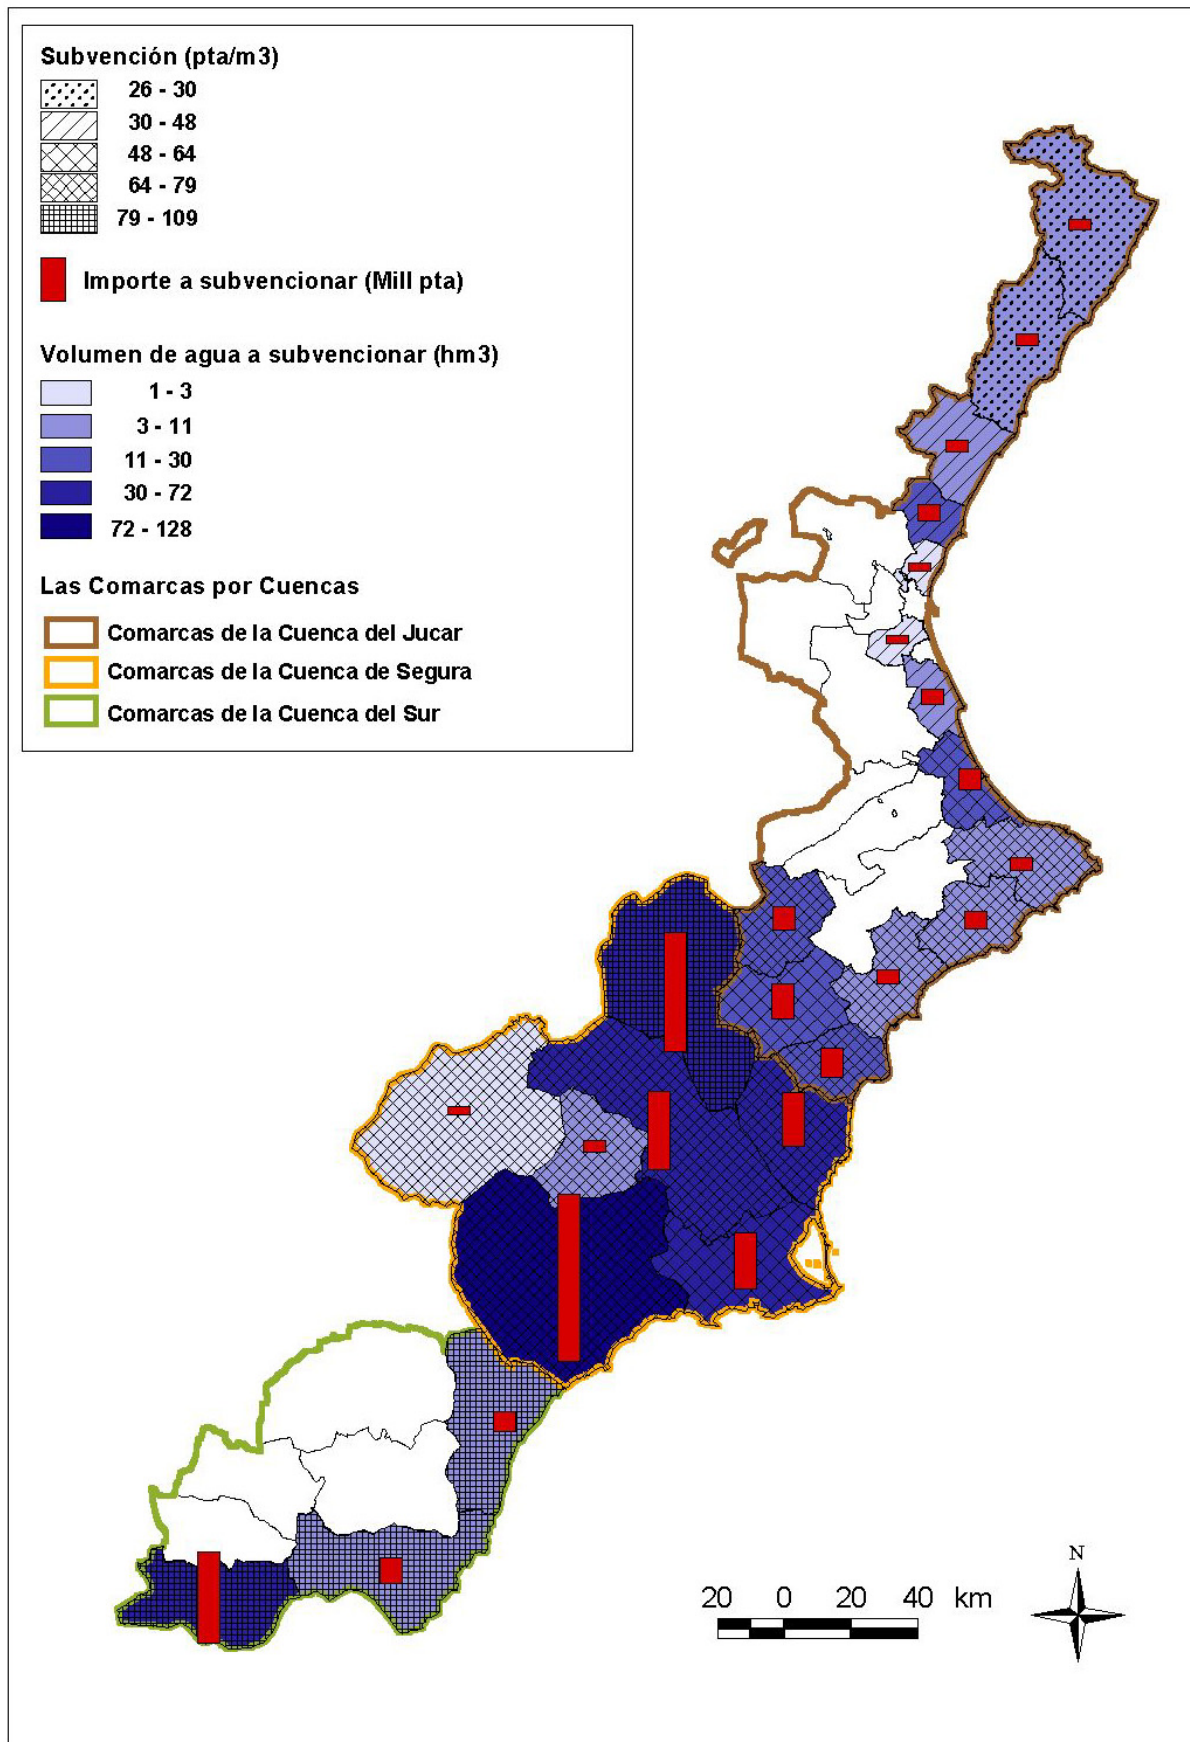 Subvención (pta/m3)
26 - 30
30 - 48
48 - 64
64 - 79
79 - 109
Importe a subvencionar (Mill pta)
Volumen de agua a subvencionar (hm3)
1 - 3
3 - 11
11 - 30
30 - 72
72 - 128
Las Comarcas por Cuencas
Comarcas de la Cuenca del Jucar
Comarcas de la Cuenca de Segura
Comarcas de la Cuenca del Sur
N
20 0 20 40 km